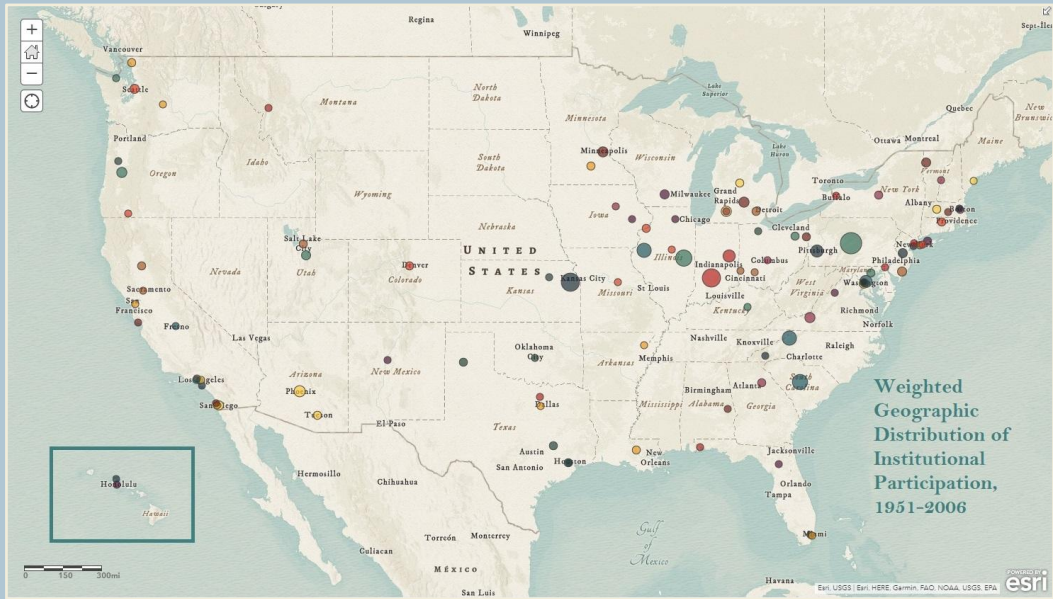 Regina
Winnipeg
Sept-Îles
Vancouver
Seattle
Montana
North
Dakota
Minnesota
Lake
Superior
Quebec
New
Brunswick
Ottawa Montreal
Maine
Portland
Oregon
Idaho
South
Dakota
Minneapolis
Wisconsin
Lake
Huron
Toronto
Vermont
New York
Buffalo
Albany
Boston
Providence
Wyoming
Iowa
Milwaukee
Grand
Rapids
Detroit
Chicago
Cleveland
Nebraska
Salt Lake
City
Nevada
Utah
Denver
Colorado
UNITED
STATES
Kansas
Kansas City
Missouri
St Louis
Illinois
Indianapolis
Columbus
Cincinnati
Pittsburgh
New York
Philadelphia
Maryland
Washington
West
Virginia
Louisville
Kentucky
Richmond
Norfolk
Sacramento
San
Francisco
Fresno
Las Vegas
Los Angeles
San Diego
Arizona
Phoenix
Tucson
New Mexico
El Paso
Oklahoma
City
Arkansas
Memphis
Nashville
Knoxville
Raleigh
Charlotte
South
Carolina
Birmingham
Atlanta
Mississippi
Alabama
Georgia
Dallas
Texas
Austin
San Antonio
Houston
New
Orleans
Jacksonville
Orlando
Tampa
Miami
Gulf
of
Mexico
Havana
Hermosillo
Chihuahua
Torreón
Monterrey
Culiacan
MÉXICO
San Luis
Honolulu
Hawaii
Weighted
Geographic
Distribution of
Institutional
Participation,
1951-2006
0 150 300mi
Esri, USGS | Esri, HERE, Garmin, FAO, NOAA, USGS, EPA
POWERED BY
esri